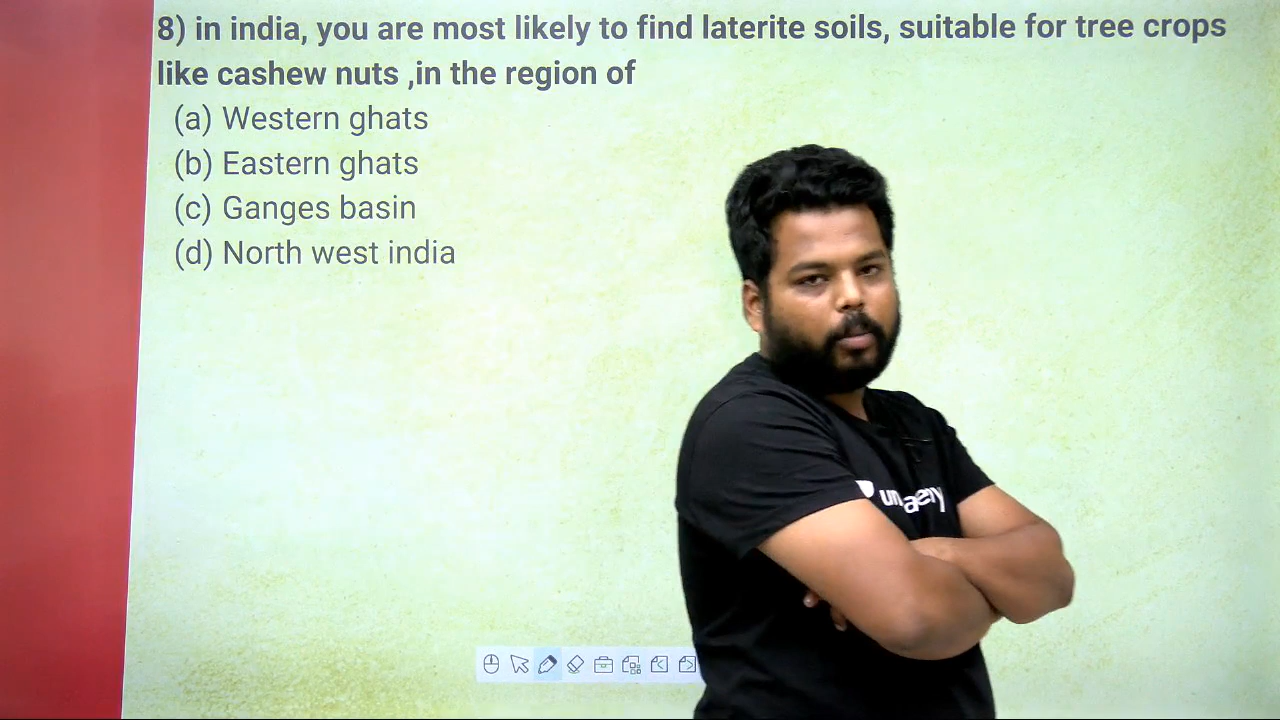 8) in india, you are most likely to find laterite soils, suitable for tree crops
like cashew nuts ,in the region of
(a) Western ghats
(b) Eastern ghats
(c) Ganges basin
(d) North west india